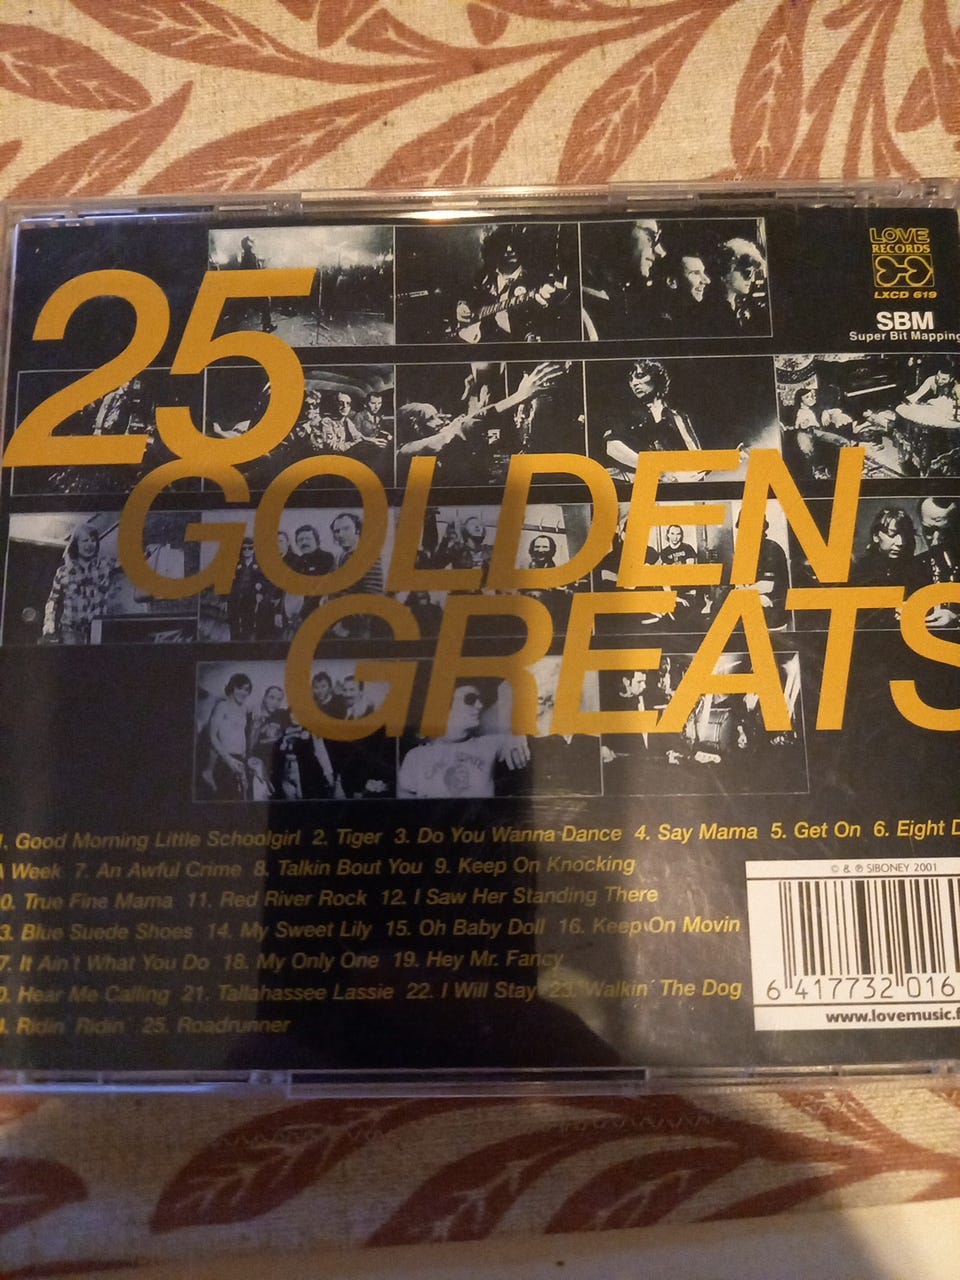 LOVE
RECORDS
LXCD 619
SBM
Super Bit Mapping
25
GOLDEN
GREATS
1. Good Morning Little Schoolgirl 2. Tiger 3. Do You Wanna Dance 4. Say Mama 5. Get On 6. Eight D
A Week 7. An Awful Crime 8. Talkin Bout You 9. Keep On Knocking
0. True Fine Mama 11. Red River Rock 12. I Saw Her Standing There
3. Blue Suede Shoes 14. My Sweet Lily 15. Oh Baby Doll 16. Keep On Movin
7. It Ain't What You Do 18. My Only One 19. Hey Mr. Fancy
0. Hear Me Calling 21. Tallahassee Lassie 22. I Will Stay 23. Walkin' The Dog
4. Ridin' Ridin' 25. Roadrunner
© & ℗ SIBONEY 2001
6 417732 016
www.lovemusic.f